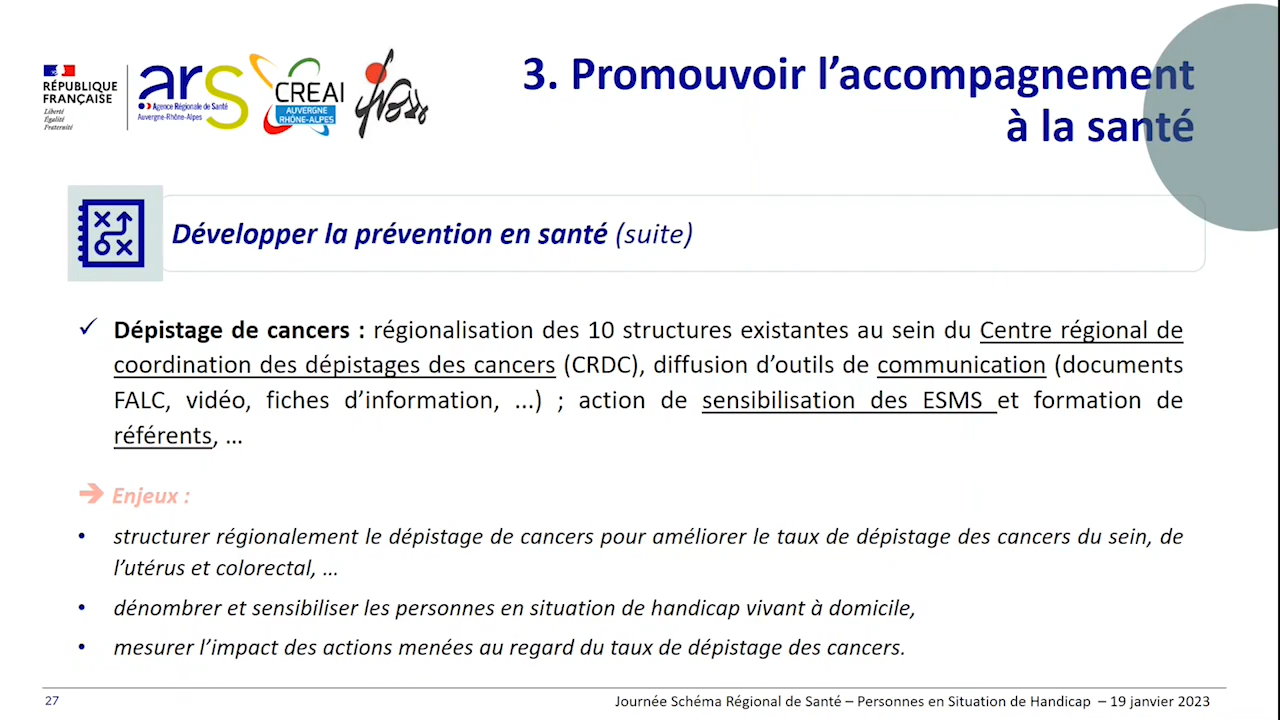 RÉPUBLIQUE
FRANÇAISE
Liberté
Égalité
Fraternité
ars
Agence Régionale de Santé
Auvergne-Rhône-Alpes
CREAI
AUVERGNE
RHÔNE-ALPES
3. Promouvoir l’accompagnement
à la santé
Développer la prévention en santé (suite)
✓ Dépistage de cancers : régionalisation des 10 structures existantes au sein du Centre régional de
coordination des dépistages des cancers (CRDC), diffusion d’outils de communication (documents
FALC, vidéo, fiches d’information, ...) ; action de sensibilisation des ESMS et formation de
référents, …
➔ Enjeux :
• structurer régionalement le dépistage de cancers pour améliorer le taux de dépistage des cancers du sein, de
l’utérus et colorectal, …
• dénombrer et sensibiliser les personnes en situation de handicap vivant à domicile,
• mesurer l’impact des actions menées au regard du taux de dépistage des cancers.
27
Journée Schéma Régional de Santé – Personnes en Situation de Handicap – 19 janvier 2023